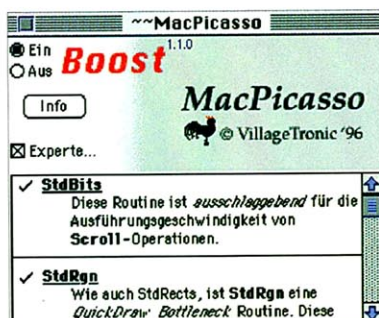 ~~MacPicasso
Ein
Aus
Boost
1.1.0
Info
MacPicasso
© VillageTronic '96
Experte...
StdBits
Diese Routine ist ausschlaggebend für die
Ausführungsgeschwindigkeit von
Scroll-Operationen.
StdRgn
Wie auch StdRects, ist StdRgn eine
QuickDraw Bottleneck Routine. Diese